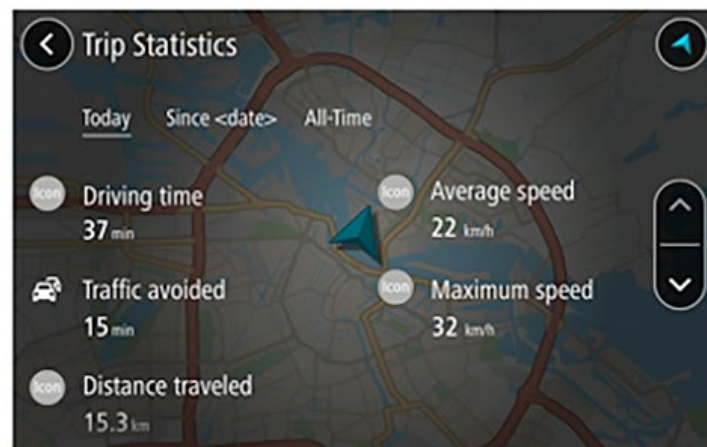 Trip Statistics
Today Since <date> All-Time
Icon Driving time
37 min
Icon Average speed
22 km/h
Traffic avoided
15 min
Icon Maximum speed
32 km/h
Icon Distance traveled
15.3 km